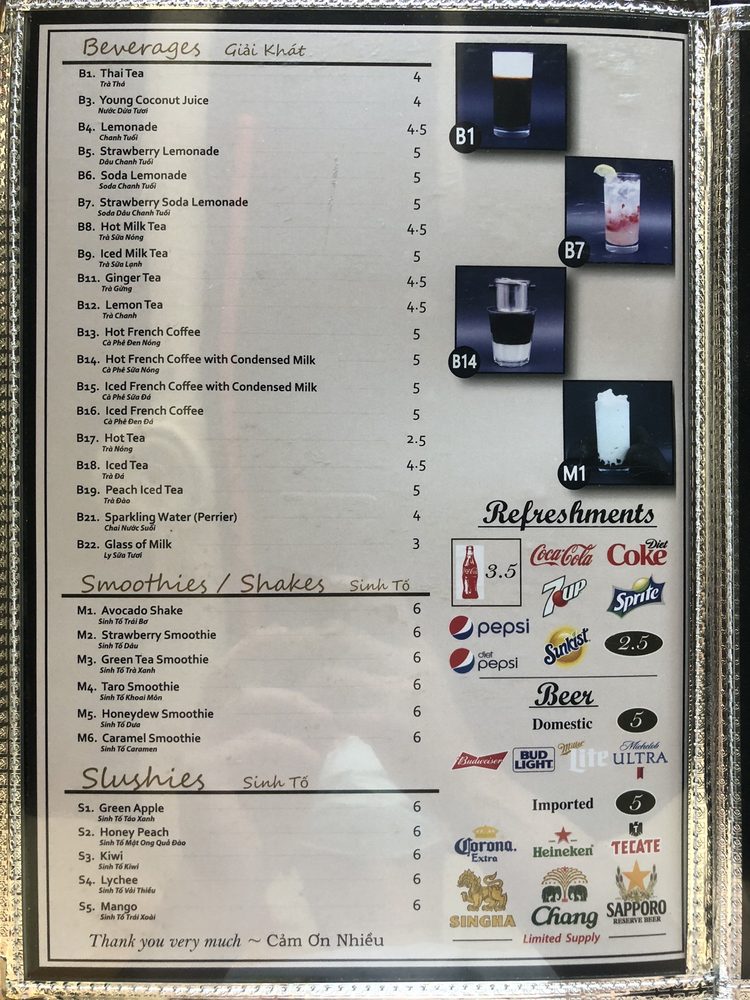 Beverages Giải Khát
B1. Thai Tea 4
Trà Thá
B3. Young Coconut Juice 4
Nước Dừa Tươi
B4. Lemonade 4.5
Chanh Tuổi
B5. Strawberry Lemonade 5
Dâu Chanh Tuổi
B6. Soda Lemonade 5
Soda Chanh Tuổi
B7. Strawberry Soda Lemonade 5
Soda Dâu Chanh Tuổi
B8. Hot Milk Tea 4.5
Trà Sữa Nóng
B9. Iced Milk Tea 5
Trà Sữa Lạnh
B11. Ginger Tea 4.5
Trà Gừng
B12. Lemon Tea 4.5
Trà Chanh
B13. Hot French Coffee 5
Cà Phê Đen Nóng
B14. Hot French Coffee with Condensed Milk 5
Cà Phê Sữa Nóng
B15. Iced French Coffee with Condensed Milk 5
Cà Phê Sữa Đá
B16. Iced French Coffee 5
Cà Phê Đen Đá
B17. Hot Tea 2.5
Trà Nóng
B18. Iced Tea 4.5
Trà Đá
B19. Peach Iced Tea 5
Trà Đào
B21. Sparkling Water (Perrier) 4
Chai Nước Suối
B22. Glass of Milk 3
Ly Sữa Tươi
Smoothies / Shakes Sinh Tố
M1. Avocado Shake 6
Sinh Tố Trái Bơ
M2. Strawberry Smoothie 6
Sinh Tố Dâu
M3. Green Tea Smoothie 6
Sinh Tố Trà Xanh
M4. Taro Smoothie 6
Sinh Tố Khoai Môn
M5. Honeydew Smoothie 6
Sinh Tố Dưa
M6. Caramel Smoothie 6
Sinh Tố Caramen
Slushies Sinh Tố
S1. Green Apple 6
Sinh Tố Táo Xanh
S2. Honey Peach 6
Sinh Tố Mật Ong Quả Đào
S3. Kiwi 6
Sinh Tố Kiwi
S4. Lychee 6
Sinh Tố Vải Thiều
S5. Mango 6
Sinh Tố Trái Xoài
Thank you very much ~ Cảm Ơn Nhiều
B1
B7
B14
M1
Refreshments
Coca-Cola 3.5
Coca-Cola
Diet Coke
7UP
Sprite
pepsi
Sunkist
2.5
diet pepsi
Beer
Domestic 5
Budweiser
BUD LIGHT
Miller Lite
Michelob ULTRA
Imported 5
Corona Extra
Heineken
TECATE
SINGHA
Chang
SAPPORO
RESERVE BEER
Limited Supply